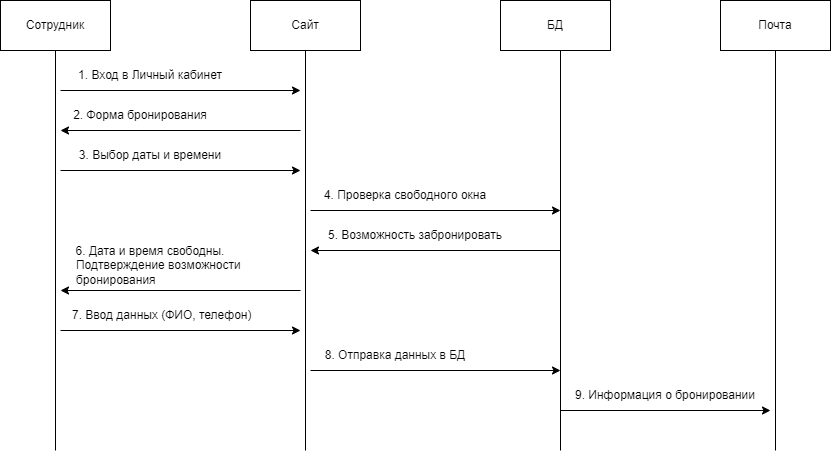 Сотрудник
Сайт
БД
Почта
1. Вход в Личный кабинет
2. Форма бронирования
3. Выбор даты и времени
4. Проверка свободного окна
5. Возможность забронировать
6. Дата и время свободны.
Подтверждение возможности
бронирования
7. Ввод данных (ФИО, телефон)
8. Отправка данных в БД
9. Информация о бронировании